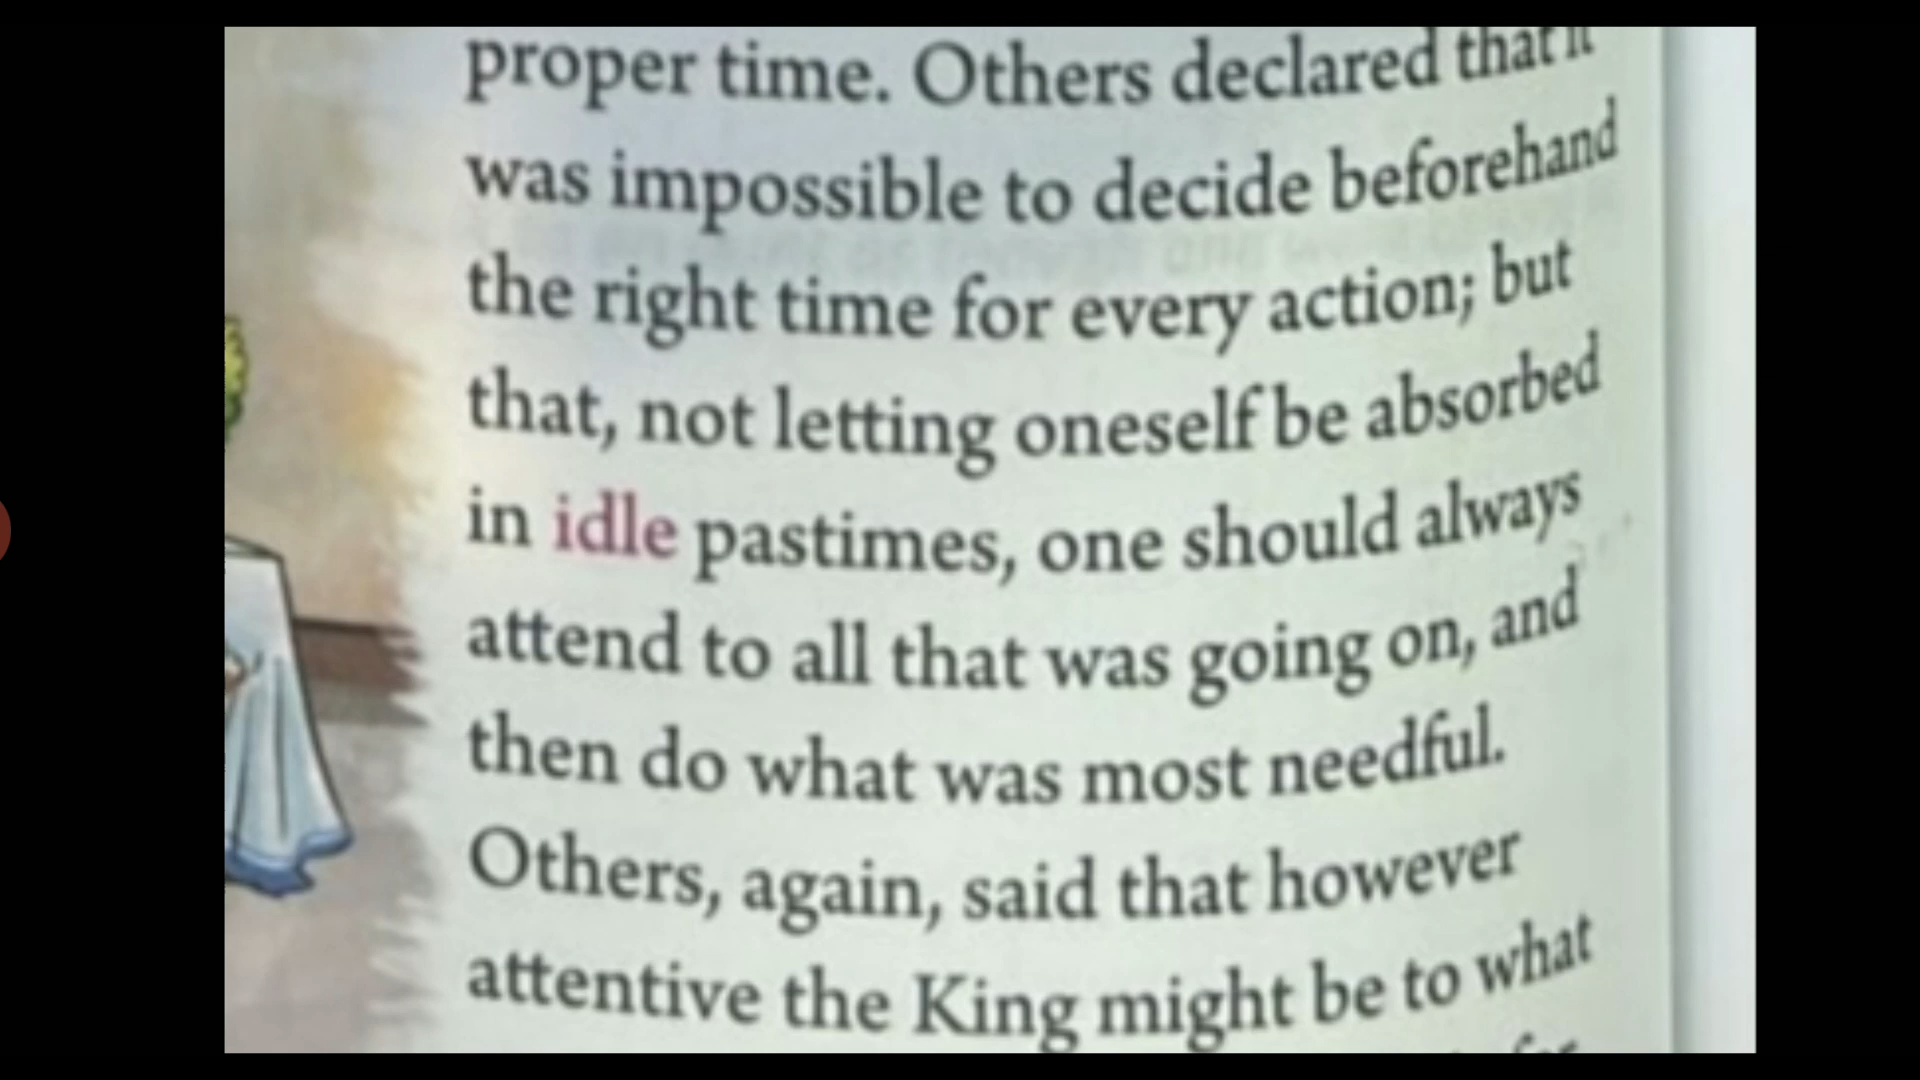 proper time. Others declared that it
was impossible to decide beforehand
the right time for every action; but
that, not letting oneself be absorbed
in idle pastimes, one should always
attend to all that was going on, and
then do what was most needful.
Others, again, said that however
attentive the King might be to what